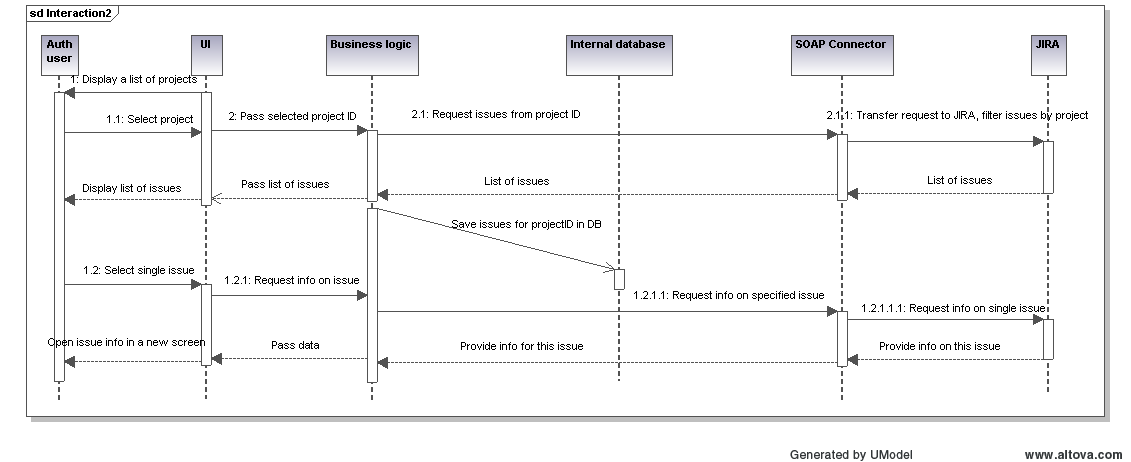 sd Interaction2
Auth
user
UI
Business logic
Internal database
SOAP Connector
JIRA
1: Display a list of projects
1.1: Select project
2: Pass selected project ID
2.1: Request issues from project ID
2.1.1: Transfer request to JIRA, filter issues by project
Display list of issues
Pass list of issues
List of issues
List of issues
Save issues for projectID in DB
1.2: Select single issue
1.2.1: Request info on issue
1.2.1.1: Request info on specified issue
1.2.1.1.1: Request info on single issue
Open issue info in a new screen
Pass data
Provide info for this issue
Provide info on this issue
Generated by UModel
www.altova.com